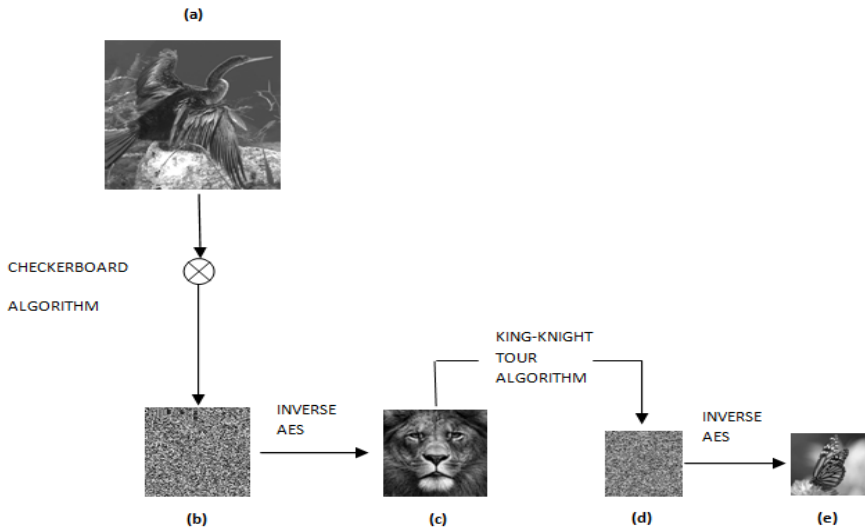 (a)
CHECKERBOARD
ALGORITHM
KING-KNIGHT
TOUR
ALGORITHM
INVERSE
AES
INVERSE
AES
(b)
(c)
(d)
(e)